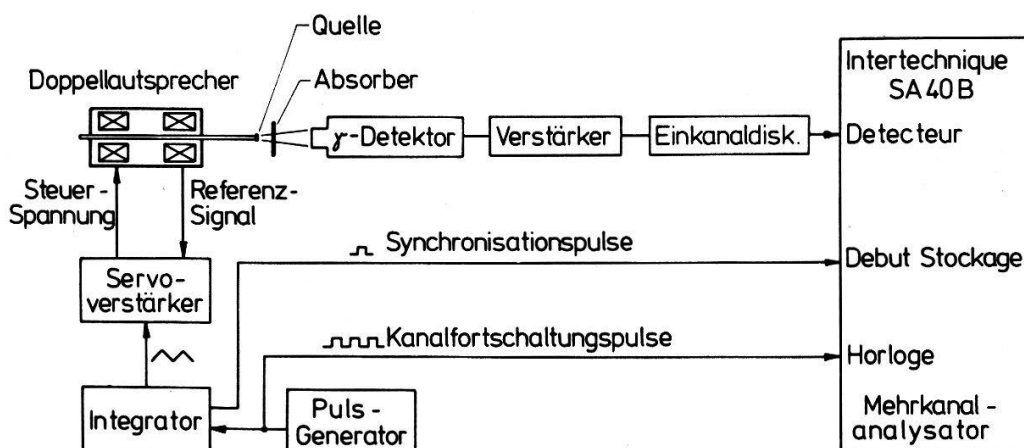 Quelle
Doppellautsprecher
Absorber
Intertechnique
SA 40 B
γ-Detektor
Verstärker
Einkanaldisk.
Detecteur
Steuer-
Spannung
Referenz-
Signal
Synchronisationspulse
Debut Stockage
Servo-
verstärker
Kanalfortschaltungspulse
Horloge
Integrator
Puls-
Generator
Mehrkanal-
analysator